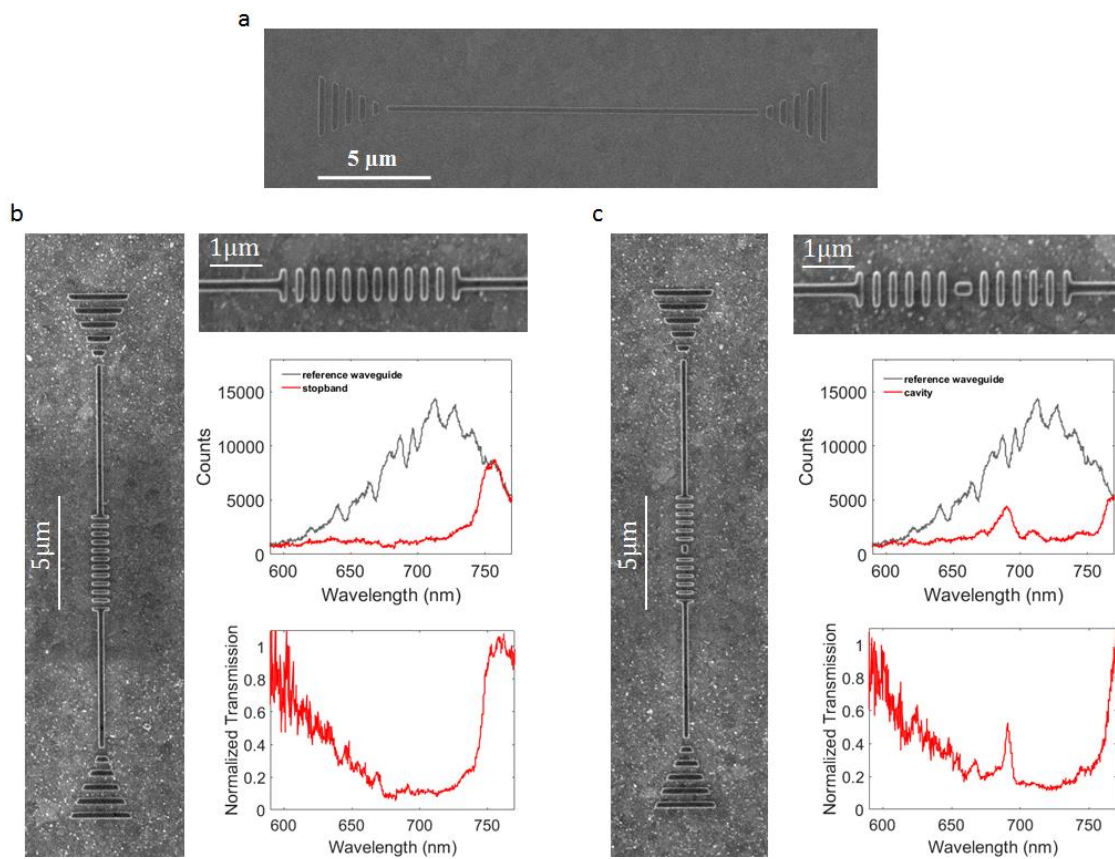 a
5 μm
b
1μm
5μm
reference waveguide
stopband
15000
10000
5000
0
Counts
600
650
700
750
Wavelength (nm)
1
0.8
0.6
0.4
0.2
0
Normalized Transmission
600
650
700
750
Wavelength (nm)
c
1μm
5μm
reference waveguide
cavity
15000
10000
5000
0
Counts
600
650
700
750
Wavelength (nm)
1
0.8
0.6
0.4
0.2
0
Normalized Transmission
600
650
700
750
Wavelength (nm)